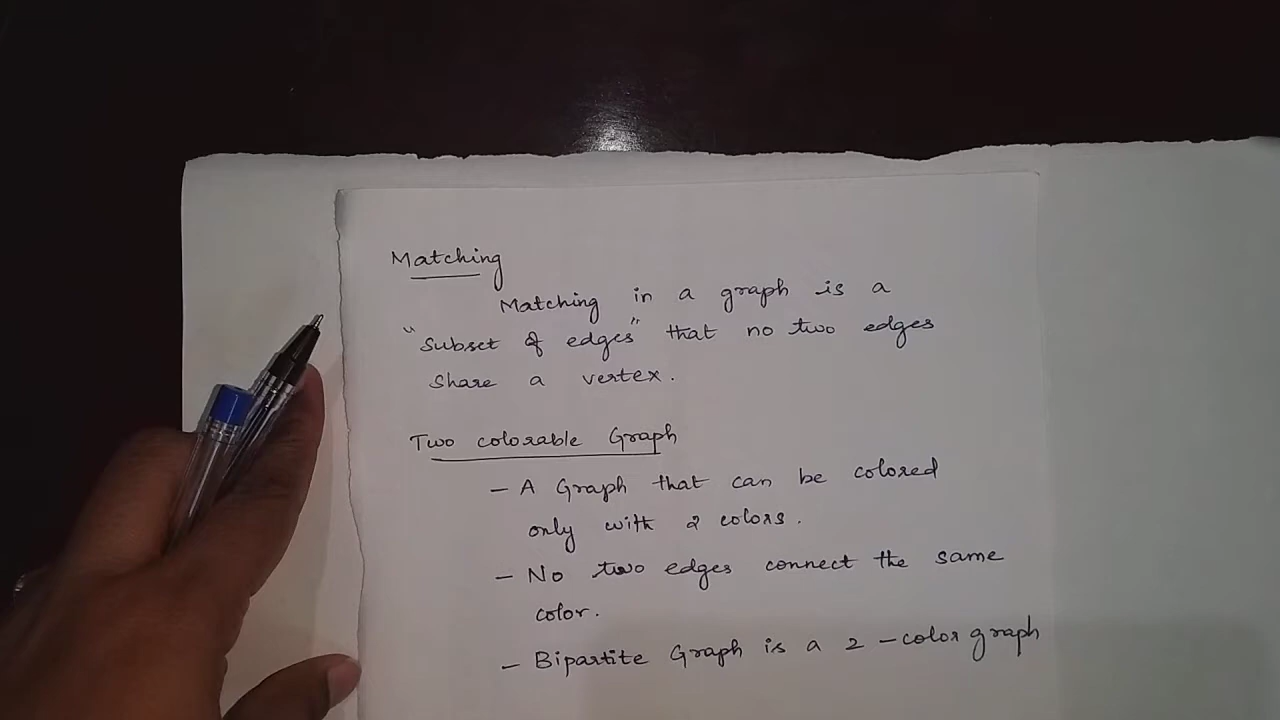 Matching
Matching in a graph is a
"Subset of edges" that no two edges
share a vertex.
Two colorable Graph
- A Graph that can be colored
only with 2 colors.
- No two edges connect the same
color.
- Bipartite Graph is a 2 - color graph